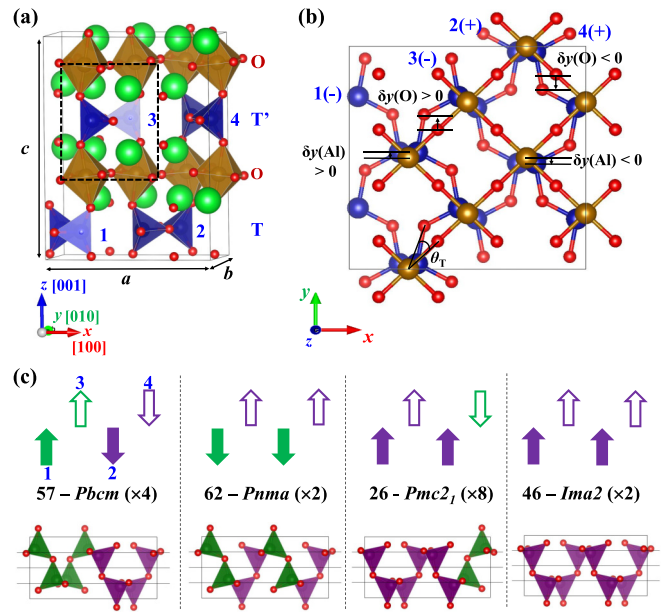 (a)
O
c
3
4
T'
O
1
2
T
a
b
z [001]
y [010]
x
[100]
(b)
2(+)
4(+)
3(-)
δy(O) < 0
1(-)
δy(O) > 0
δy(Al)
> 0
δy(Al) < 0
θT
y
z
x
(c)
3
4
1
2
57 – Pbcm (×4)
62 – Pnma (×2)
26 – Pmc21 (×8)
46 – Ima2 (×2)